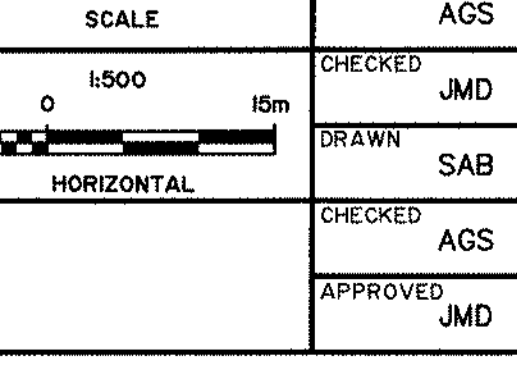 SCALE
1:500
0 15m
HORIZONTAL
AGS
CHECKED
JMD
DRAWN
SAB
CHECKED
AGS
APPROVED
JMD